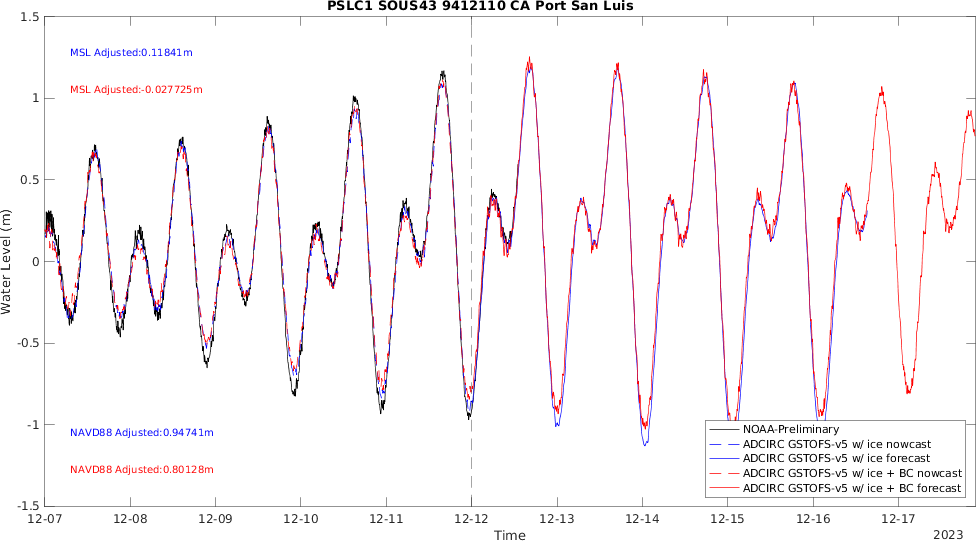 PSLC1 SOUS43 9412110 CA Port San Luis
1.5
1
0.5
0
-0.5
-1
-1.5
Water Level (m)
MSL Adjusted:0.11841m
MSL Adjusted:-0.027725m
NAVD88 Adjusted:0.94741m
NAVD88 Adjusted:0.80128m
NOAA-Preliminary
ADCIRC GSTOFS-v5 w/ ice nowcast
ADCIRC GSTOFS-v5 w/ ice forecast
ADCIRC GSTOFS-v5 w/ ice + BC nowcast
ADCIRC GSTOFS-v5 w/ ice + BC forecast
12-07 12-08 12-09 12-10 12-11 12-12 12-13 12-14 12-15 12-16 12-17
Time
2023